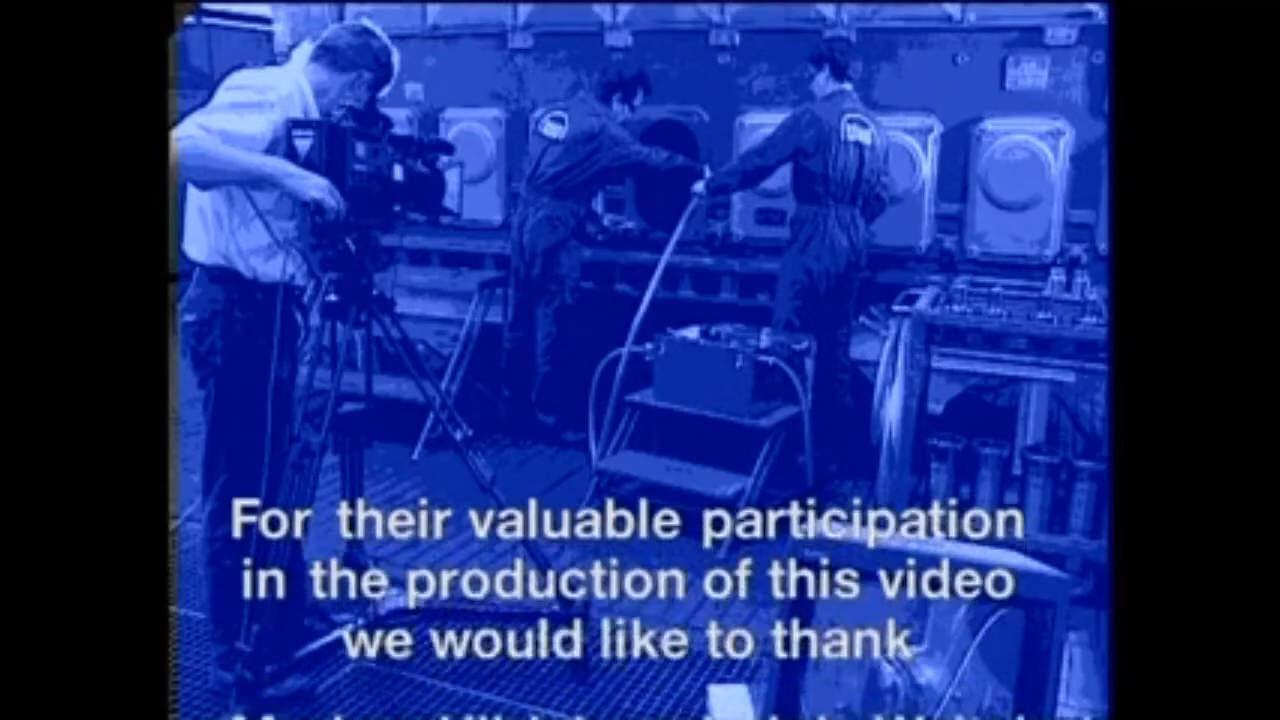 For their valuable participation
in the production of this video
we would like to thank